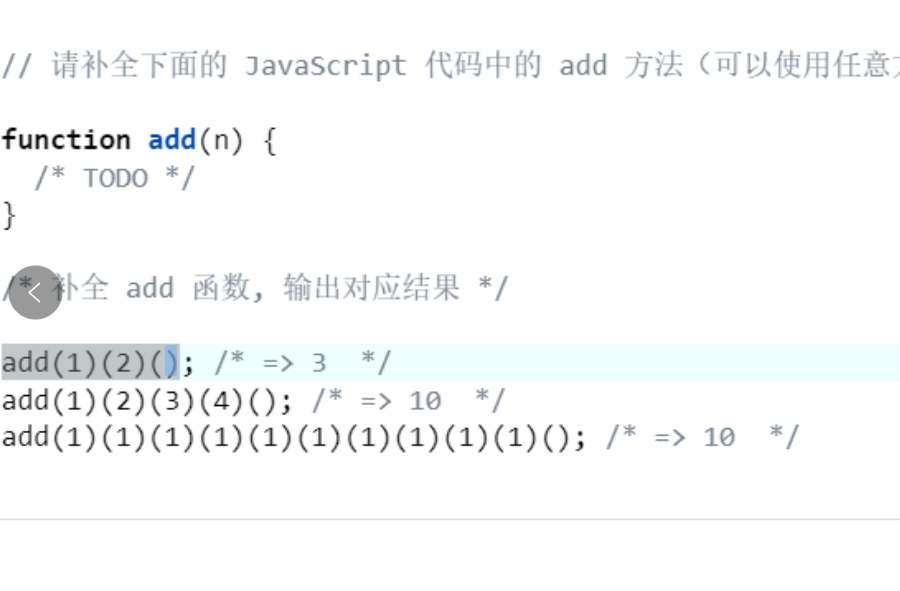 // 请补全下面的 JavaScript 代码中的 add 方法（可以使用任意
function add(n) {
  /* TODO */
}
/* 补全 add 函数, 输出对应结果 */
add(1)(2)(); /* => 3  */
add(1)(2)(3)(4)(); /* => 10  */
add(1)(1)(1)(1)(1)(1)(1)(1)(1)(1)(); /* => 10  */